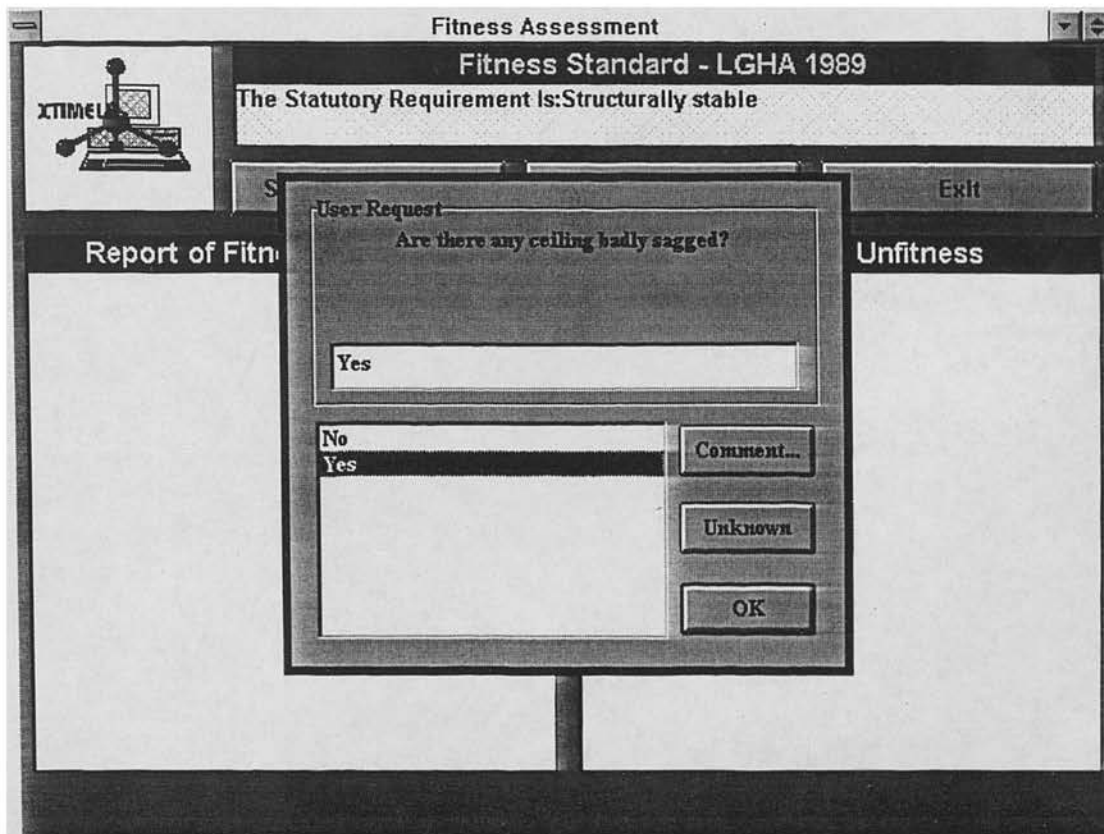 Fitness Assessment
XTIMEL
Fitness Standard - LGHA 1989
The Statutory Requirement Is:Structurally stable
Exit
Report of
Unfitness
User Request
Are there any ceiling badly sagged?
Yes
No
Yes
Comment...
Unknown
OK